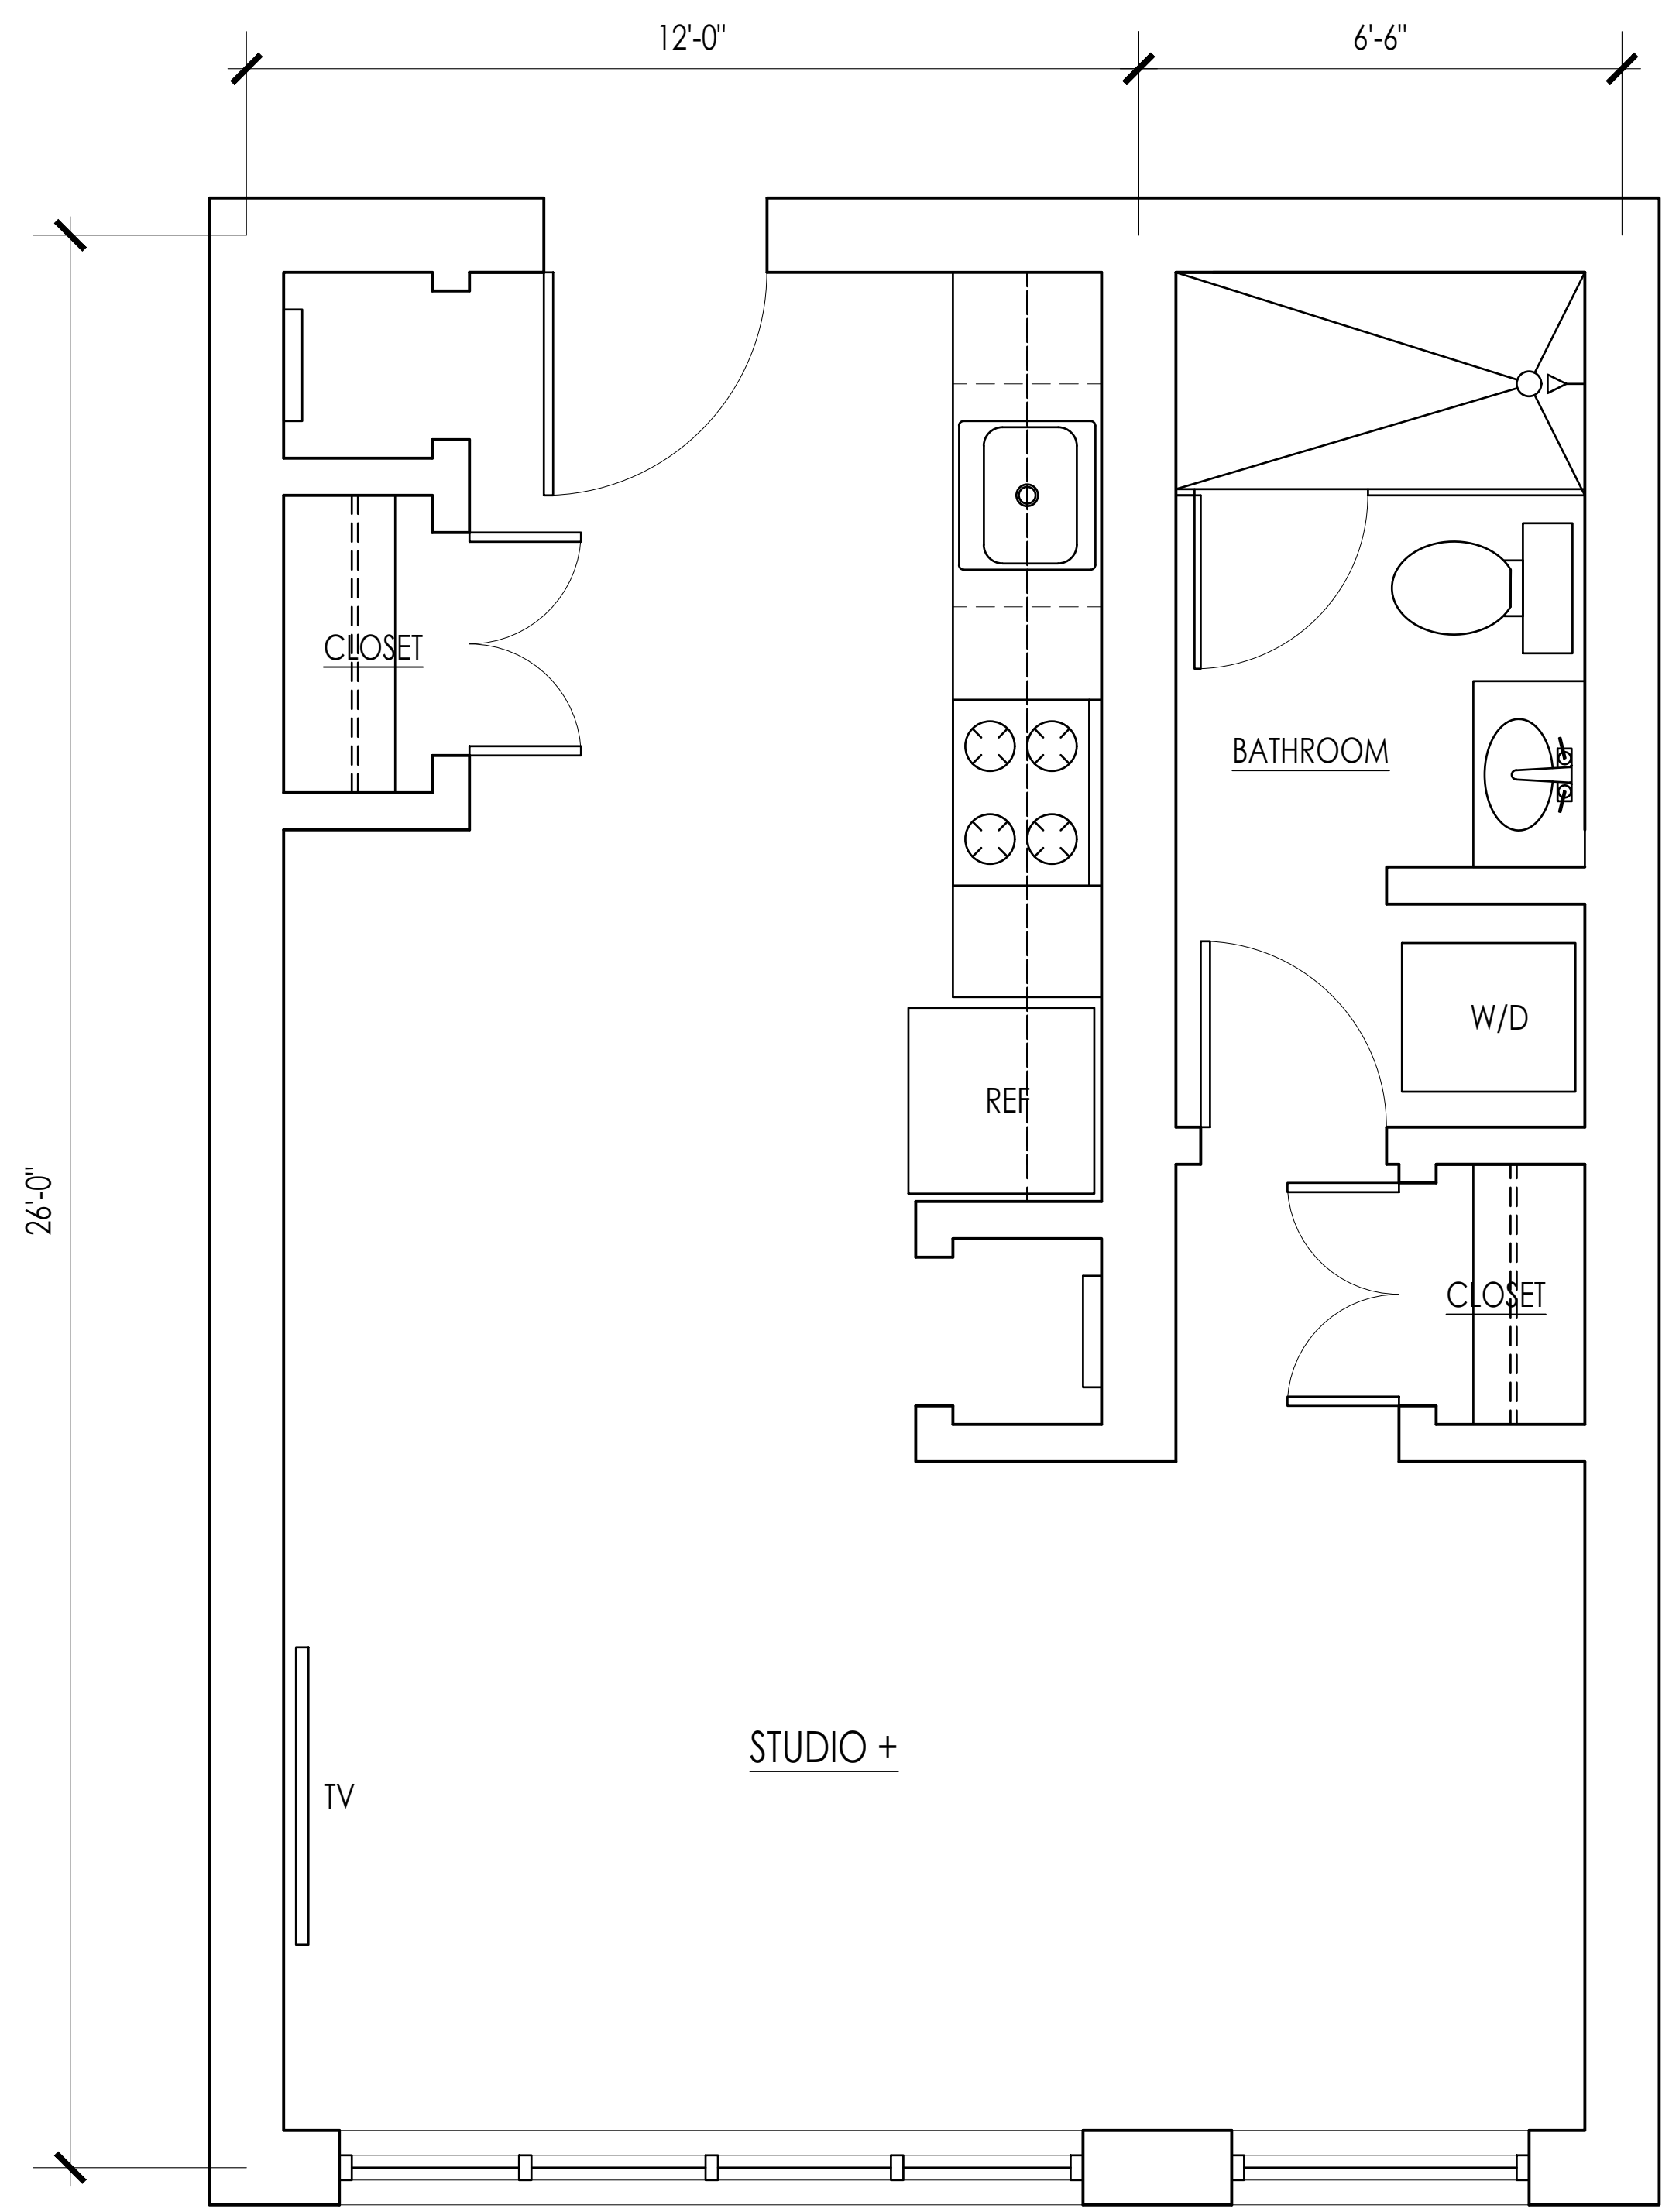 12'-0"
6'-6"
CLOSET
BATHROOM
W/D
REF
26'-0"
CLOSET
STUDIO +
TV